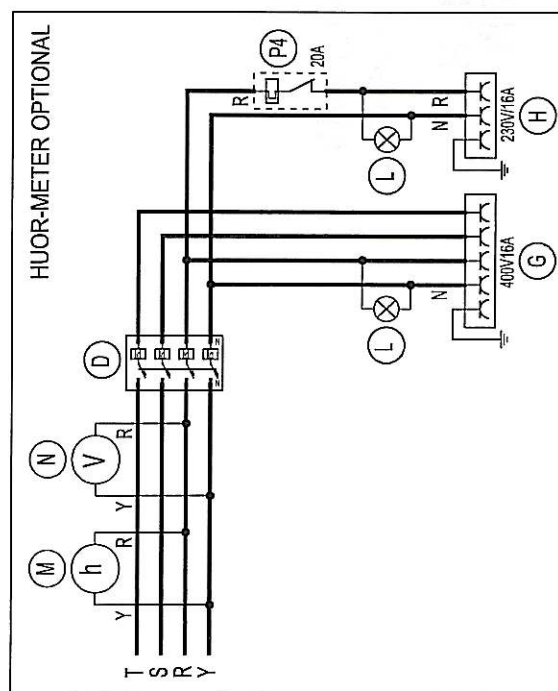 HUOR-METER OPTIONAL
P4
20A
R
R
N
230V/16A
H
L
N
400V16A
G
L
D
N
N
N
V
R
Y
M
h
R
Y
T
S
R
Y